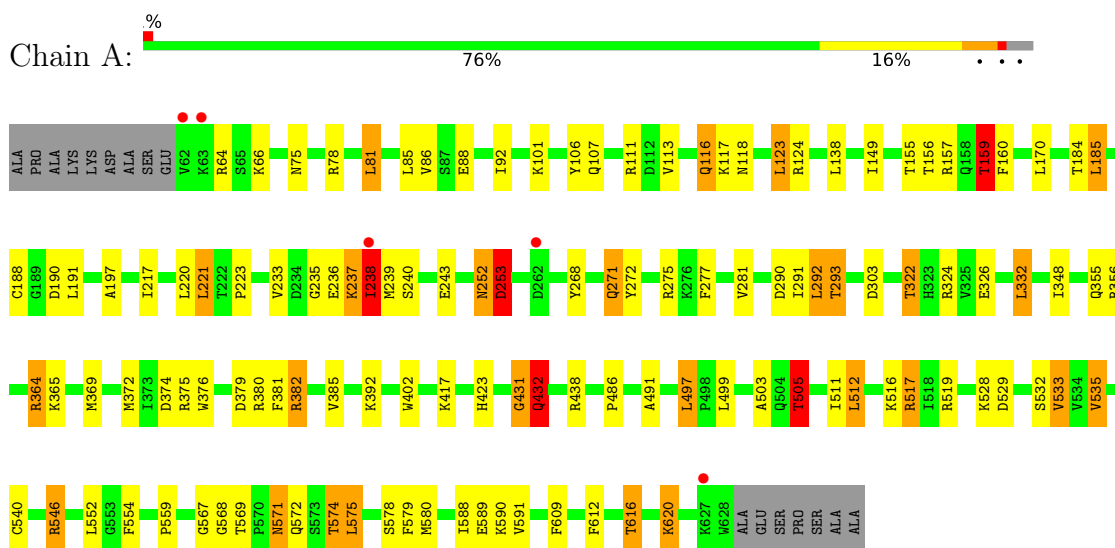 .%
Chain A:
76% 16% • • •
ALA PRO ALA ALA LYS LYS ASP ALA SER GLU V62 K63 R64 S65 K66 N75 R78 L81 L85 V86 S87 E88 I92 K101 Y106 Q107 R111 D112 V113 Q116 K117 N118 L123 R124 L138 I149 T155 T156 R157 Q158 T159 F160 L170 T184 L185
C188 G189 D190 L191 A197 I217 L220 L221 T222 P223 V233 D234 G235 E236 K237 I238 M239 S240 E243 N252 D253 D262 Y268 Q271 Y272 R275 K276 F277 V281 D290 I291 L292 T293 D303 T322 H323 R324 V325 E326 L332 I348 Q355 R356
R364 K365 M369 M372 I373 D374 R375 W376 D379 R380 F381 R382 V385 K392 W402 K417 H423 G431 Q432 R438 P486 A491 L497 P498 L499 A503 Q504 T505 I511 L512 K516 R517 I518 R519 K528 D529 S532 V533 V534 V535
C540 R546 L552 G553 F554 P559 G567 G568 T569 P570 N571 Q572 S573 T574 L575 S578 F579 M580 I588 E589 K590 V591 F609 F612 T616 K620 K627 W628 ALA GLU SER PRO SER ALA ALA